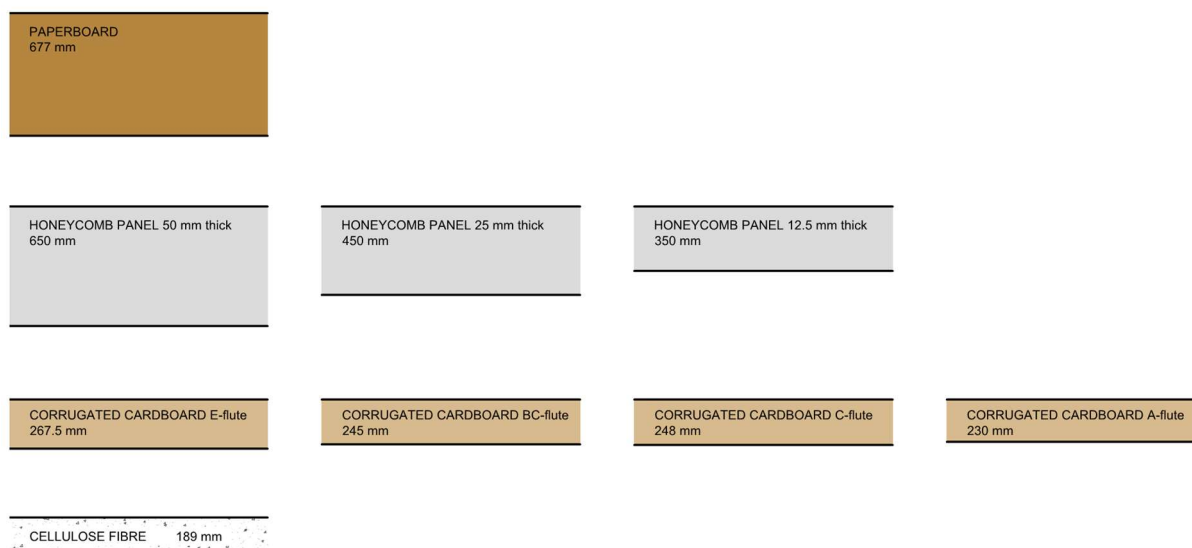 PAPERBOARD
677 mm
HONEYCOMB PANEL 50 mm thick
650 mm
HONEYCOMB PANEL 25 mm thick
450 mm
HONEYCOMB PANEL 12.5 mm thick
350 mm
CORRUGATED CARDBOARD E-flute
267.5 mm
CORRUGATED CARDBOARD BC-flute
245 mm
CORRUGATED CARDBOARD C-flute
248 mm
CORRUGATED CARDBOARD A-flute
230 mm
CELLULOSE FIBRE 189 mm